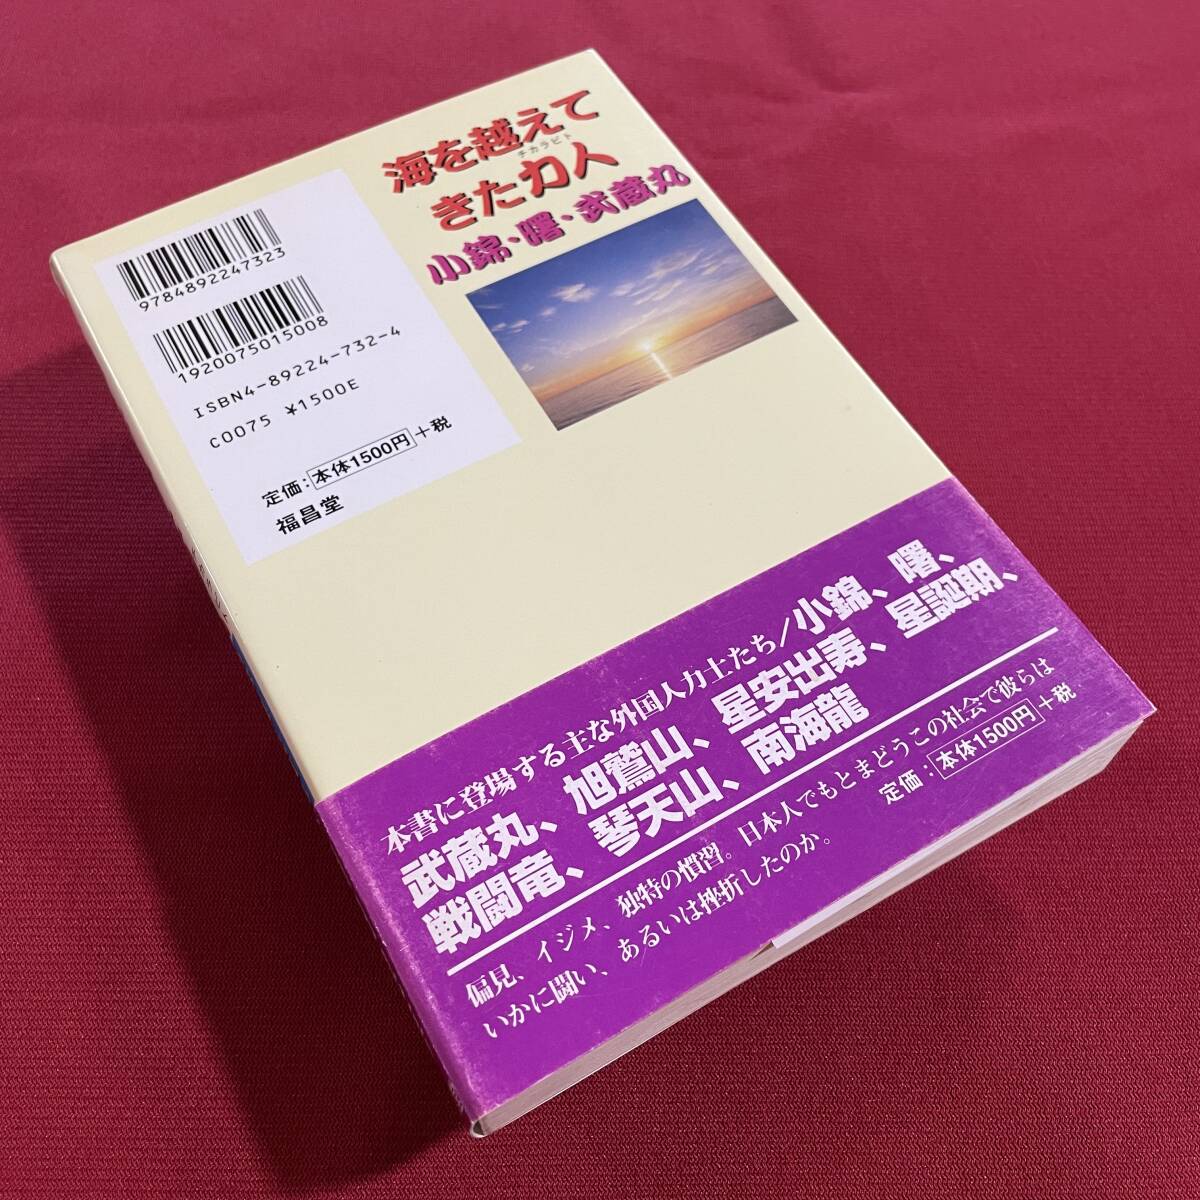 海を越えて
チカラビト
きた力人
小錦・曙・武蔵丸
9784892247323
1920075015008
ISBN4-89224-732-4
C0075 ¥1500E
定価：本体1500円+税
福昌堂
本書に登場する主な外国人力士たち/小錦、曙、
武蔵丸、旭鷲山、星安出寿、星誕期、
戦闘竜、琴天山、南海龍
偏見、イジメ、独特の慣習。日本人でもとまどうこの社会で彼らは
いかに闘い、あるいは挫折したのか。
定価：本体1500円+税